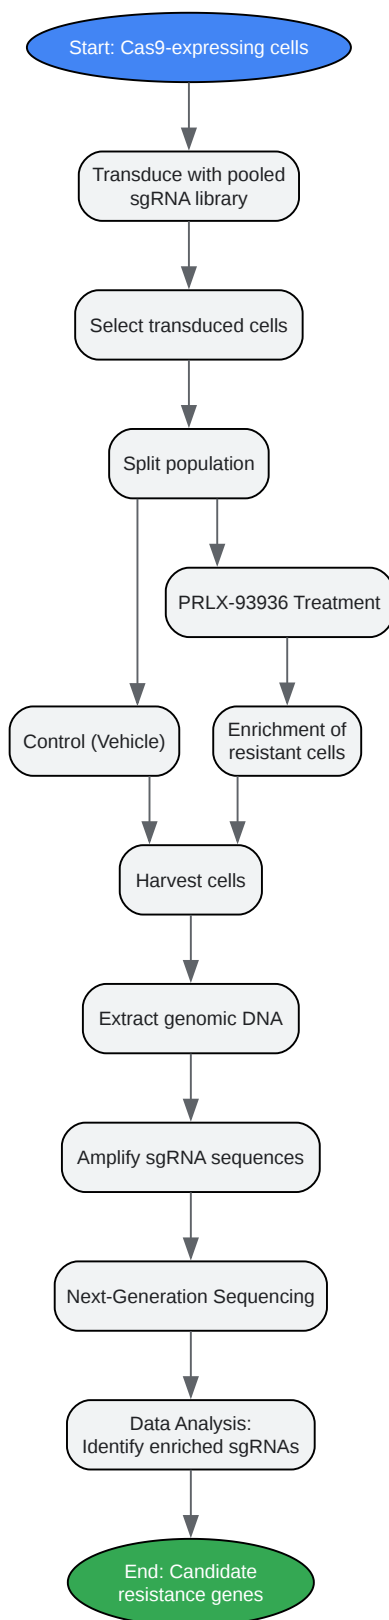 Start: Cas9-expressing cells
Transduce with pooled
sgRNA library
Select transduced cells
Split population
PRLX-93936 Treatment
Control (Vehicle)
Enrichment of
resistant cells
Harvest cells
Extract genomic DNA
Amplify sgRNA sequences
Next-Generation Sequencing
Data Analysis:
Identify enriched sgRNAs
End: Candidate
resistance genes